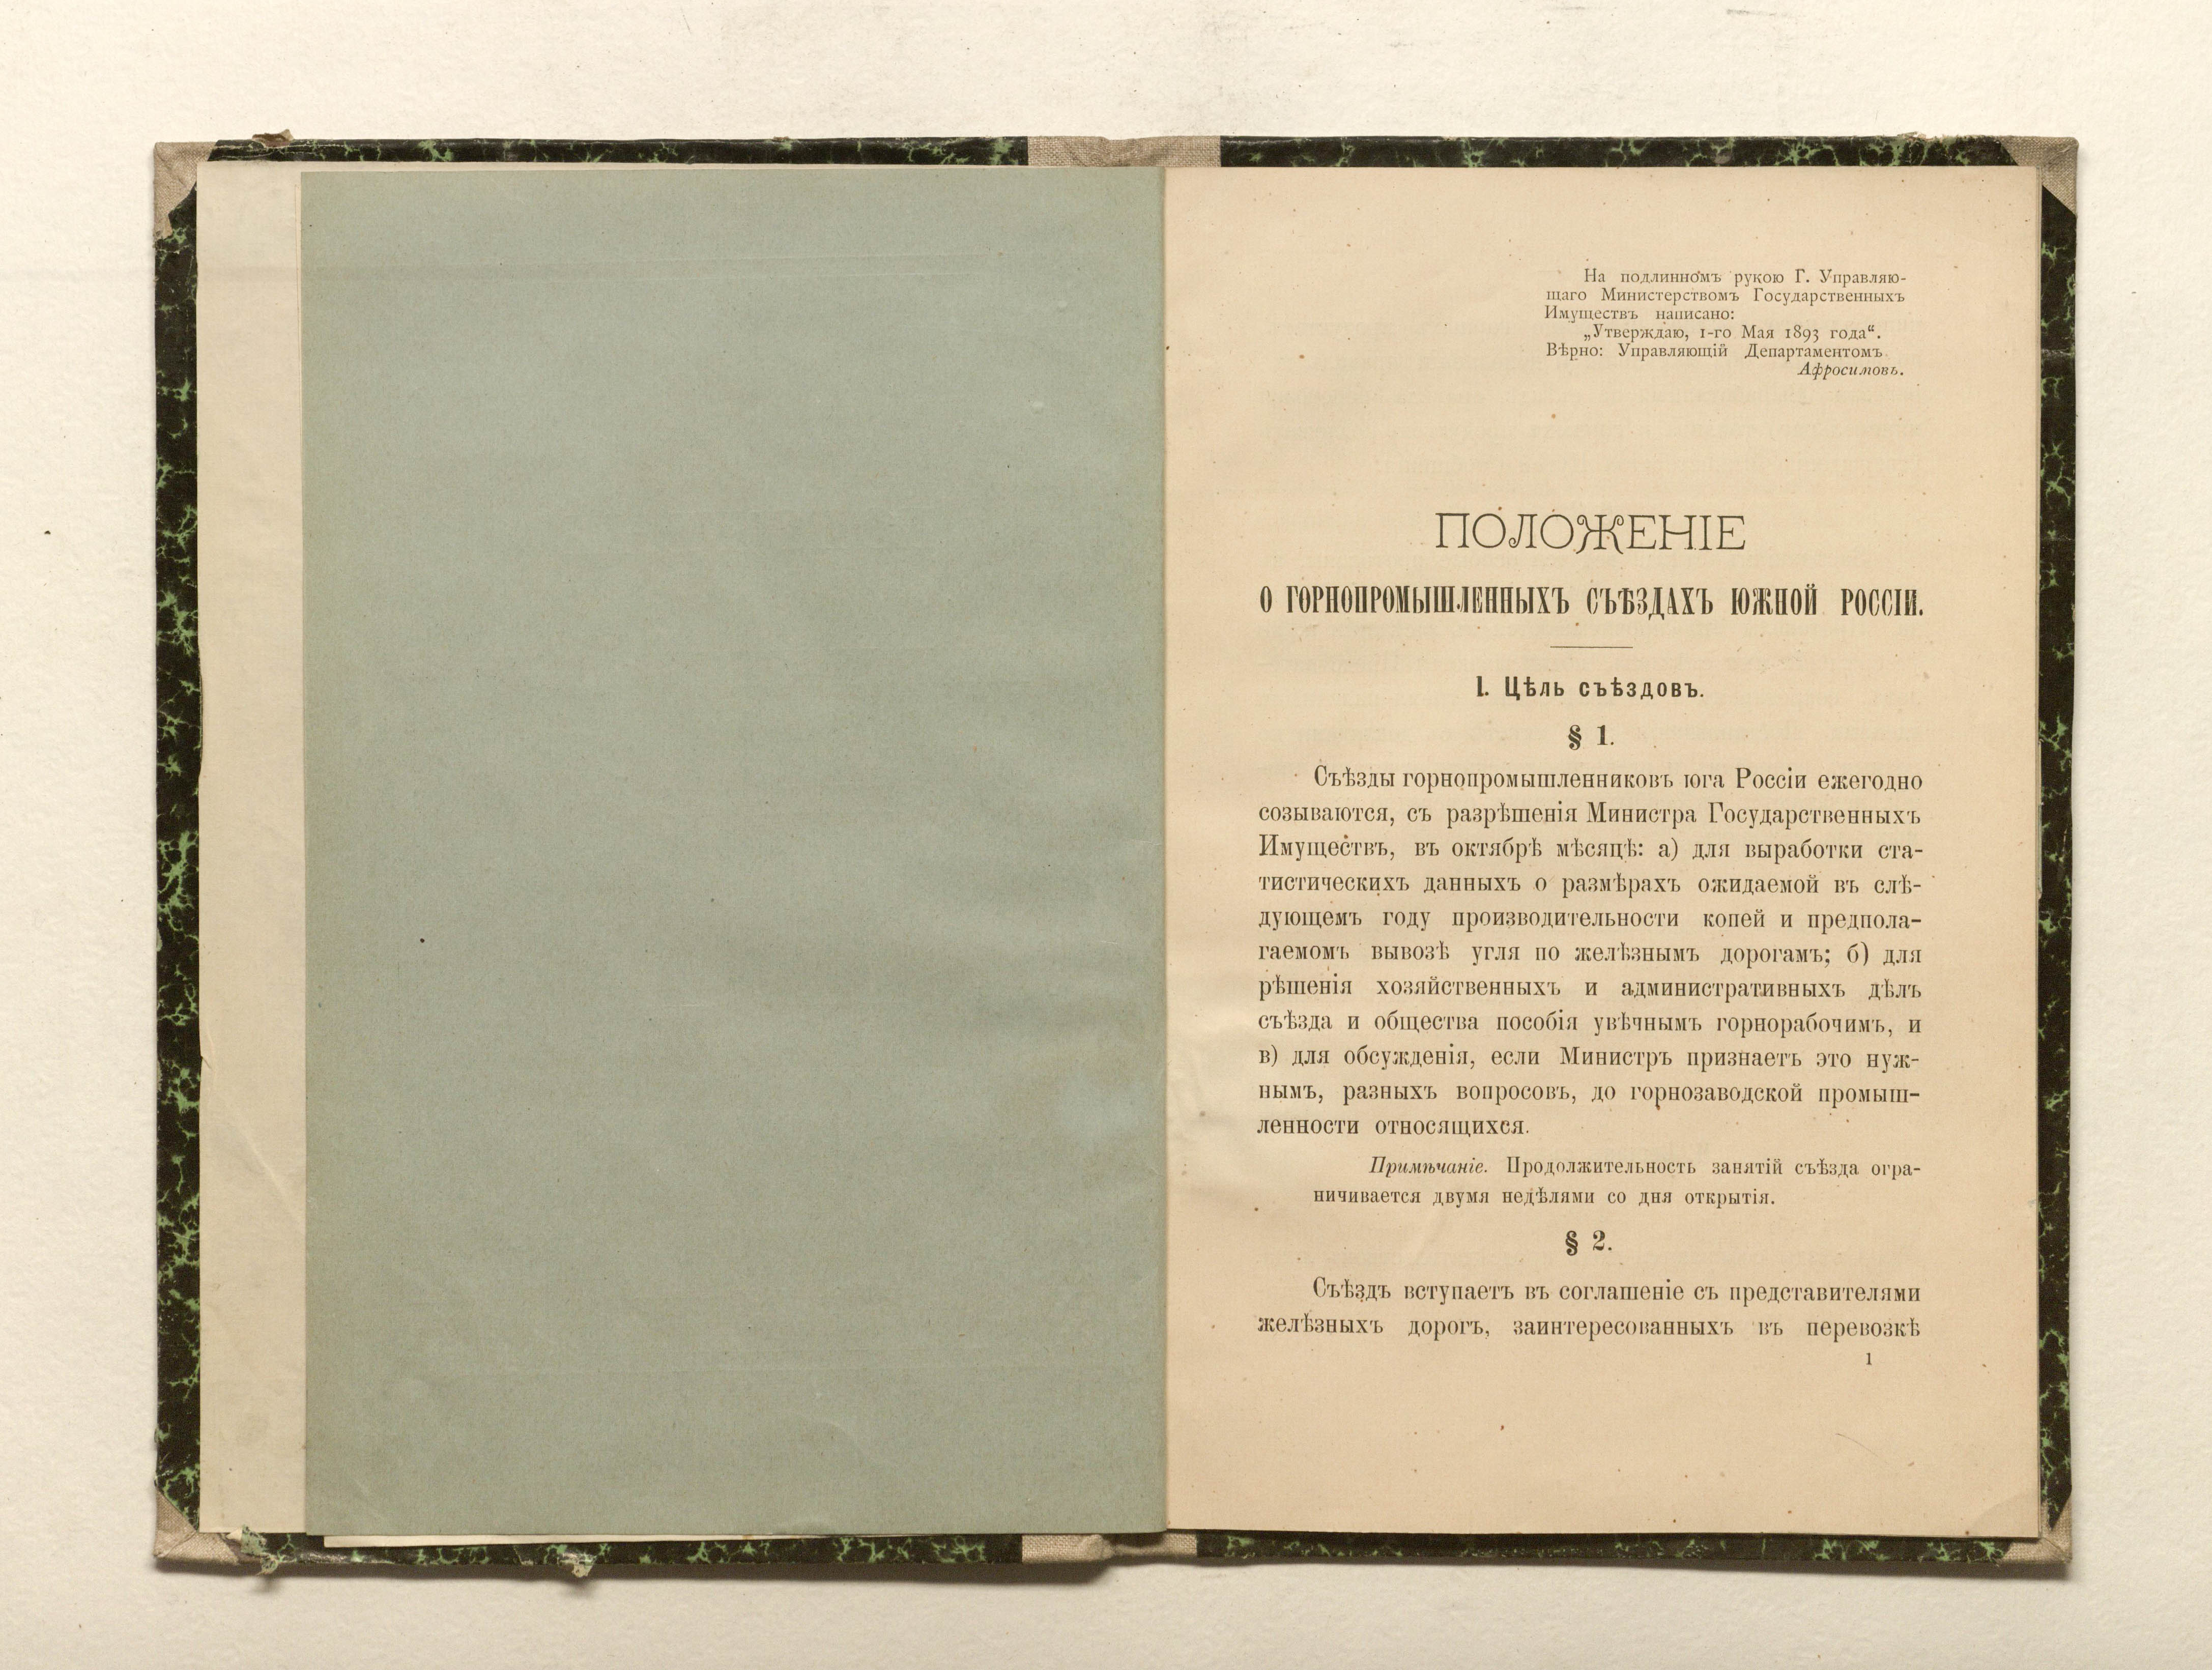 На подлинномъ рукою Г. Управляю-
щаго Министерствомъ Государственныхъ
Имуществъ написано:
„Утверждаю, 1-го Мая 1893 года“.
Вѣрно: Управляющій Департаментомъ
Афросимовъ.
ПОЛОЖЕНІЕ
О ГОРНОПРОМЫШЛЕННЫХЪ СЪѢЗДАХЪ ЮЖНОЙ РОССІИ.
I. Цѣль съѣздовъ.
§ 1.
Съѣзды горнопромышленниковъ юга Россіи ежегодно
созываются, съ разрѣшенія Министра Государственныхъ
Имуществъ, въ октябрѣ мѣсяцѣ: а) для выработки ста-
тистическихъ данныхъ о размѣрахъ ожидаемой въ слѣ-
дующемъ году производительности копей и предпола-
гаемомъ вывозѣ угля по желѣзнымъ дорогамъ; б) для
рѣшенія хозяйственныхъ и административныхъ дѣлъ
съѣзда и общества пособія увѣчнымъ горнорабочимъ, и
в) для обсужденія, если Министръ признаетъ это нуж-
нымъ, разныхъ вопросовъ, до горнозаводской промыш-
ленности относящихся.
Примѣчаніе. Продолжительность занятій съѣзда огра-
ничивается двумя недѣлями со дня открытія.
§ 2.
Съѣздъ вступаетъ въ соглашеніе съ представителями
желѣзныхъ дорогъ, заинтересованныхъ въ перевозкѣ
1